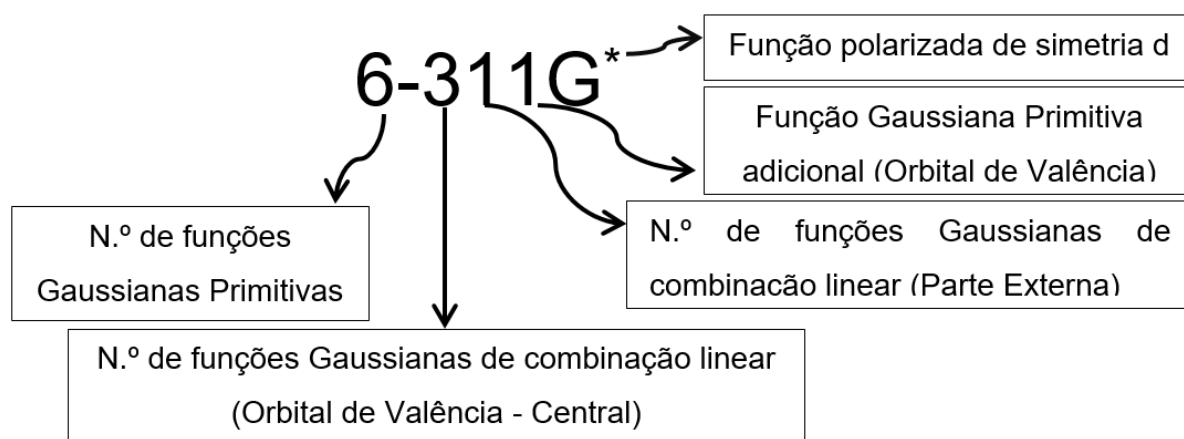 6-311G*
Função polarizada de simetria d
Função Gaussiana Primitiva
adicional (Orbital de Valência)
N.º de funções Gaussianas de
combinacão linear (Parte Externa)
N.º de funções
Gaussianas Primitivas
N.º de funções Gaussianas de combinação linear
(Orbital de Valência - Central)